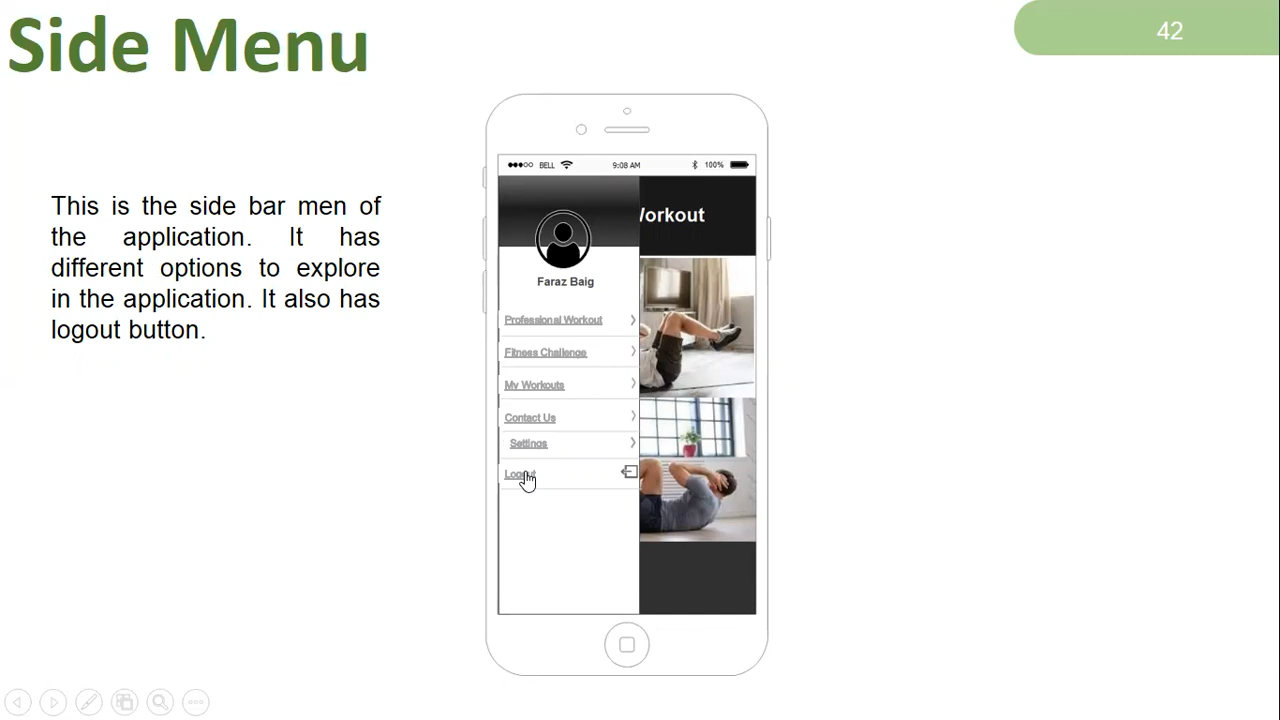 Side Menu
42
This is the side bar men of
the application. It has
different options to explore
in the application. It also has
logout button.
BELL 9:08 AM 100%
Workout
Faraz Baig
Professional Workout
Fitness Challenge
My Workouts
Contact Us
Settings
Logout